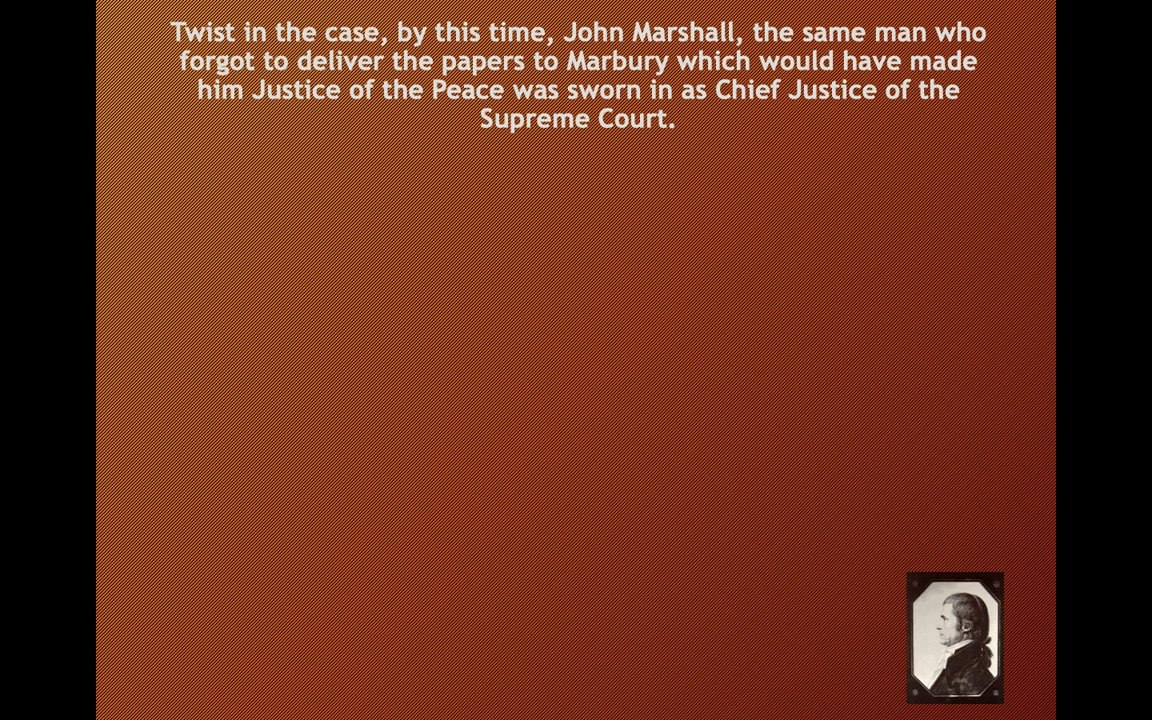 Twist in the case, by this time, John Marshall, the same man who
forgot to deliver the papers to Marbury which would have made
him Justice of the Peace was sworn in as Chief Justice of the
Supreme Court.